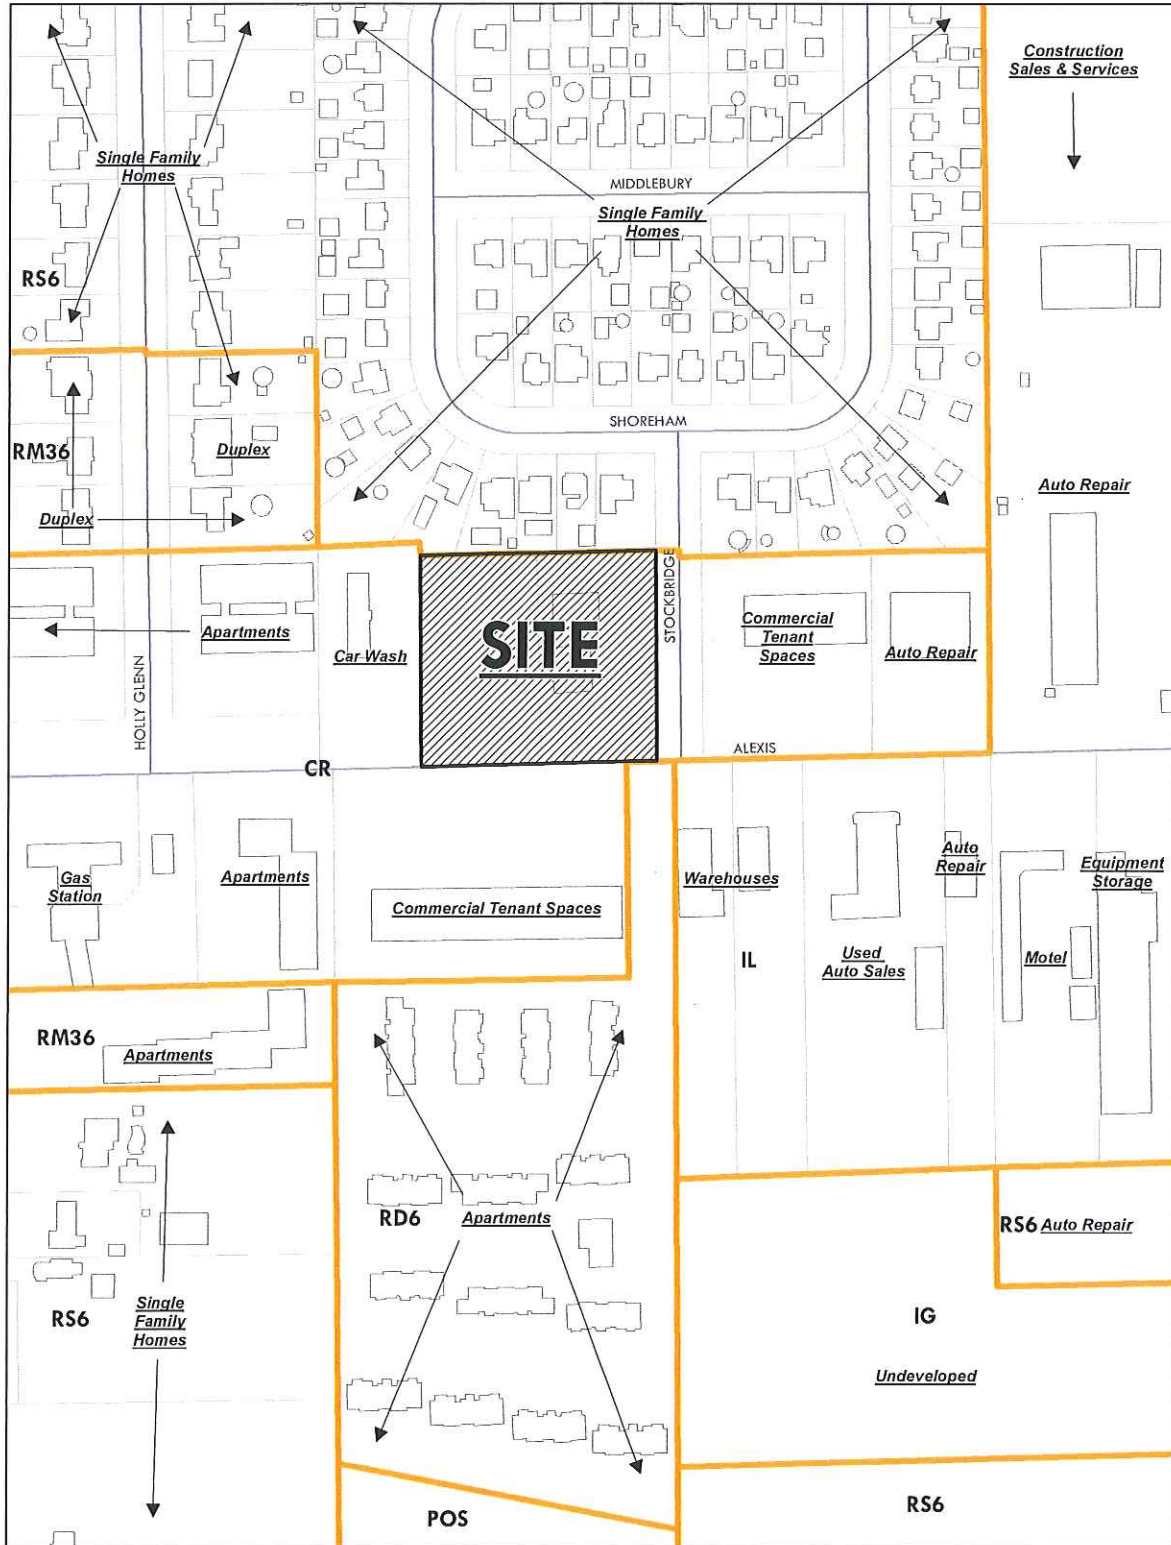 Construction
Sales & Services
Single Family
Homes
MIDDLEBURY
Single Family
Homes
RS6
SHOREHAM
RM36
Duplex
Duplex
Auto Repair
STOCKBRIDGE
SITE
Apartments
Car Wash
Commercial
Tenant
Spaces
Auto Repair
HOLLY GLENN
ALEXIS
CR
Gas
Station
Apartments
Commercial Tenant Spaces
Warehouses
Auto
Repair
Equipment
Storage
IL
Used
Auto Sales
Motel
RM36
Apartments
RD6
Apartments
RS6 Auto Repair
RS6
Single
Family
Homes
IG
Undeveloped
POS
RS6